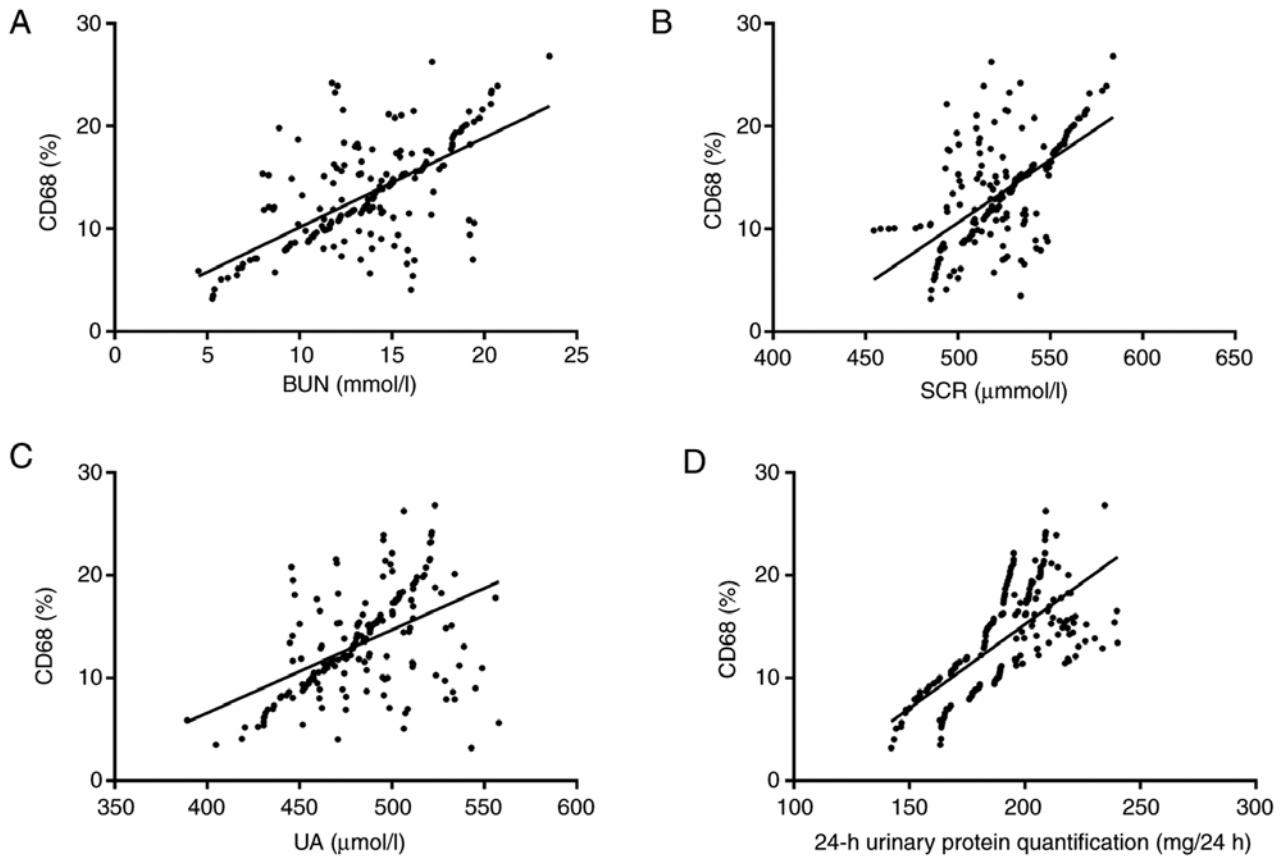 A
B
30
20
10
0
CD68 (%)
0 5 10 15 20 25
BUN (mmol/l)
30
20
10
0
CD68 (%)
400 450 500 550 600 650
SCR (μmmol/l)
C
D
30
20
10
0
CD68 (%)
350 400 450 500 550 600
UA (μmol/l)
30
20
10
0
CD68 (%)
100 150 200 250 300
24-h urinary protein quantification (mg/24 h)